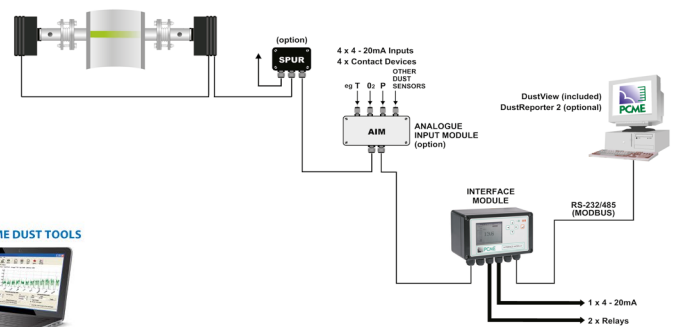 (option)
SPUR
4 x 4 - 20mA Inputs
4 x Contact Devices
eg T O2 P
OTHER
DUST
SENSORS
AIM
ANALOGUE
INPUT MODULE
(option)
DustView (included)
DustReporter 2 (optional)
PCME
INTERFACE
MODULE
PCME
RS-232/485
(MODBUS)
1 x 4 - 20mA
2 x Relays
ME DUST TOOLS